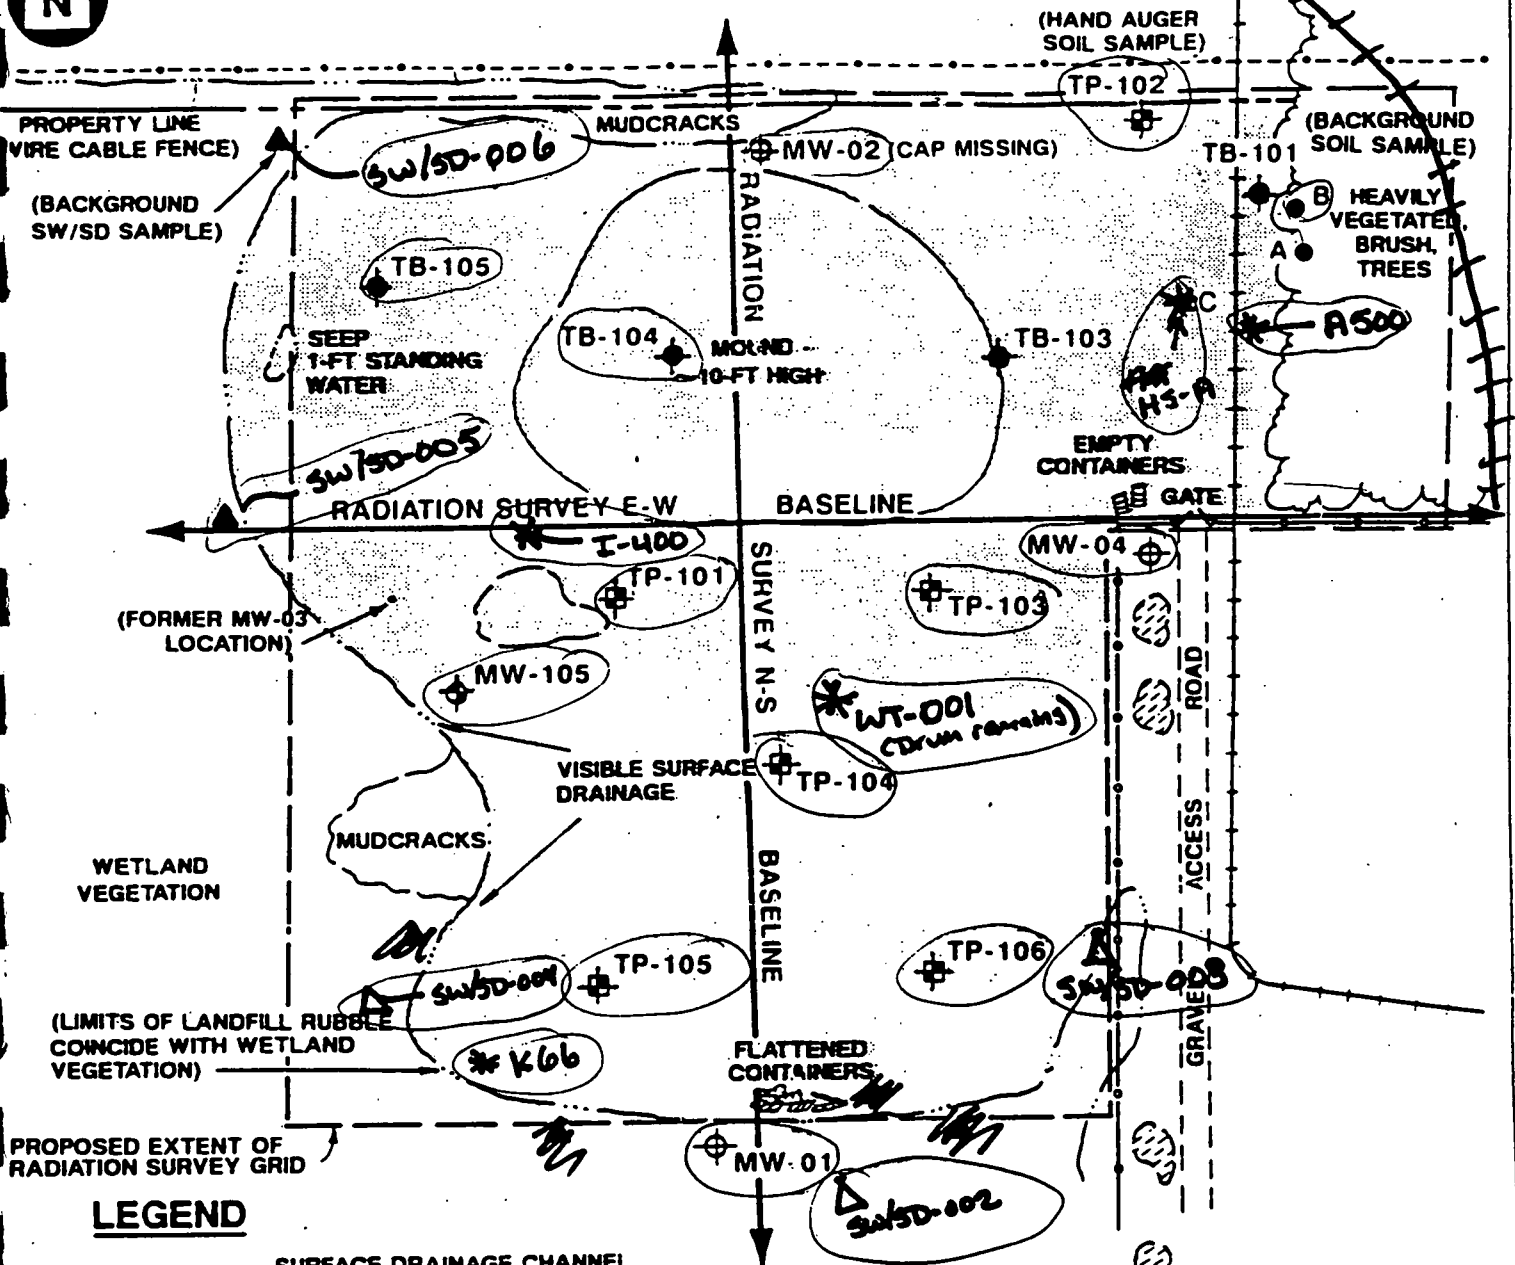 N
(HAND AUGER
SOIL SAMPLE)
TP-102
PROPERTY LINE
WIRE CABLE FENCE)
MUDCRACKS
SW/SD-006
MW-02 (CAP MISSING)
(BACKGROUND
SOIL SAMPLE)
TB-101
(BACKGROUND
SW/SD SAMPLE)
B
HEAVILY
VEGETATED,
BRUSH,
TREES
A
TB-105
RADIATION
C
A500
SEEP
1-FT STANDING
WATER
TB-104
MOUND
10-FT HIGH
TB-103
HS-A
SW/SD-005
EMPTY
CONTAINERS
GATE
RADIATION SURVEY E-W
BASELINE
I-400
MW-04
TP-101
SURVEY N-S
TP-103
(FORMER MW-03
LOCATION)
MW-105
ROAD
WT-001
(Drum remaining)
VISIBLE SURFACE
DRAINAGE
TP-104
MUDCRACKS
ACCESS
WETLAND
VEGETATION
BASELINE
TP-105
TP-106
SW/SD-004
SW/SD-003
(LIMITS OF LANDFILL RUBBLE
COINCIDE WITH WETLAND
VEGETATION)
K66
GRAVEL
FLATTENED
CONTAINERS
PROPOSED EXTENT OF
RADIATION SURVEY GRID
MW-01
SW/SD-002
LEGEND
SURFACE DRAINAGE CHANNEL